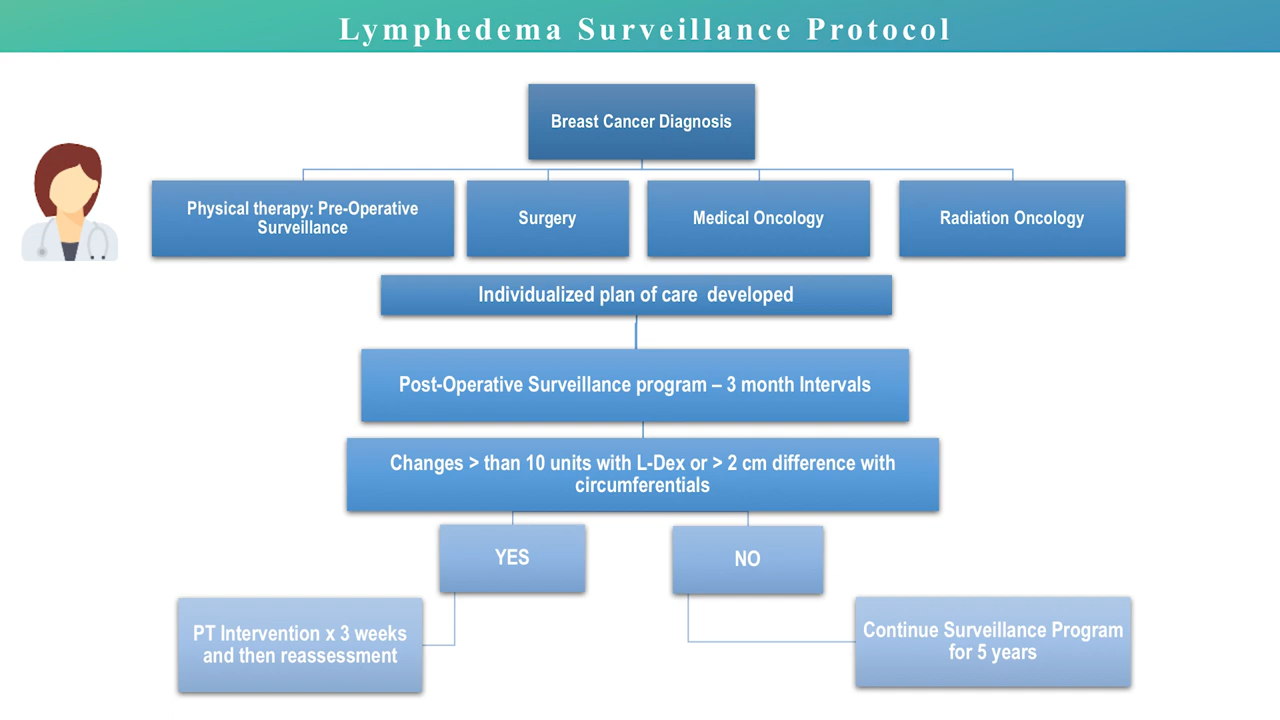 Lymphedema Surveillance Protocol
Breast Cancer Diagnosis
Physical therapy: Pre-Operative
Surveillance
Surgery
Medical Oncology
Radiation Oncology
Individualized plan of care developed
Post-Operative Surveillance program – 3 month Intervals
Changes > than 10 units with L-Dex or > 2 cm difference with
circumferentials
YES
NO
PT Intervention x 3 weeks
and then reassessment
Continue Surveillance Program
for 5 years